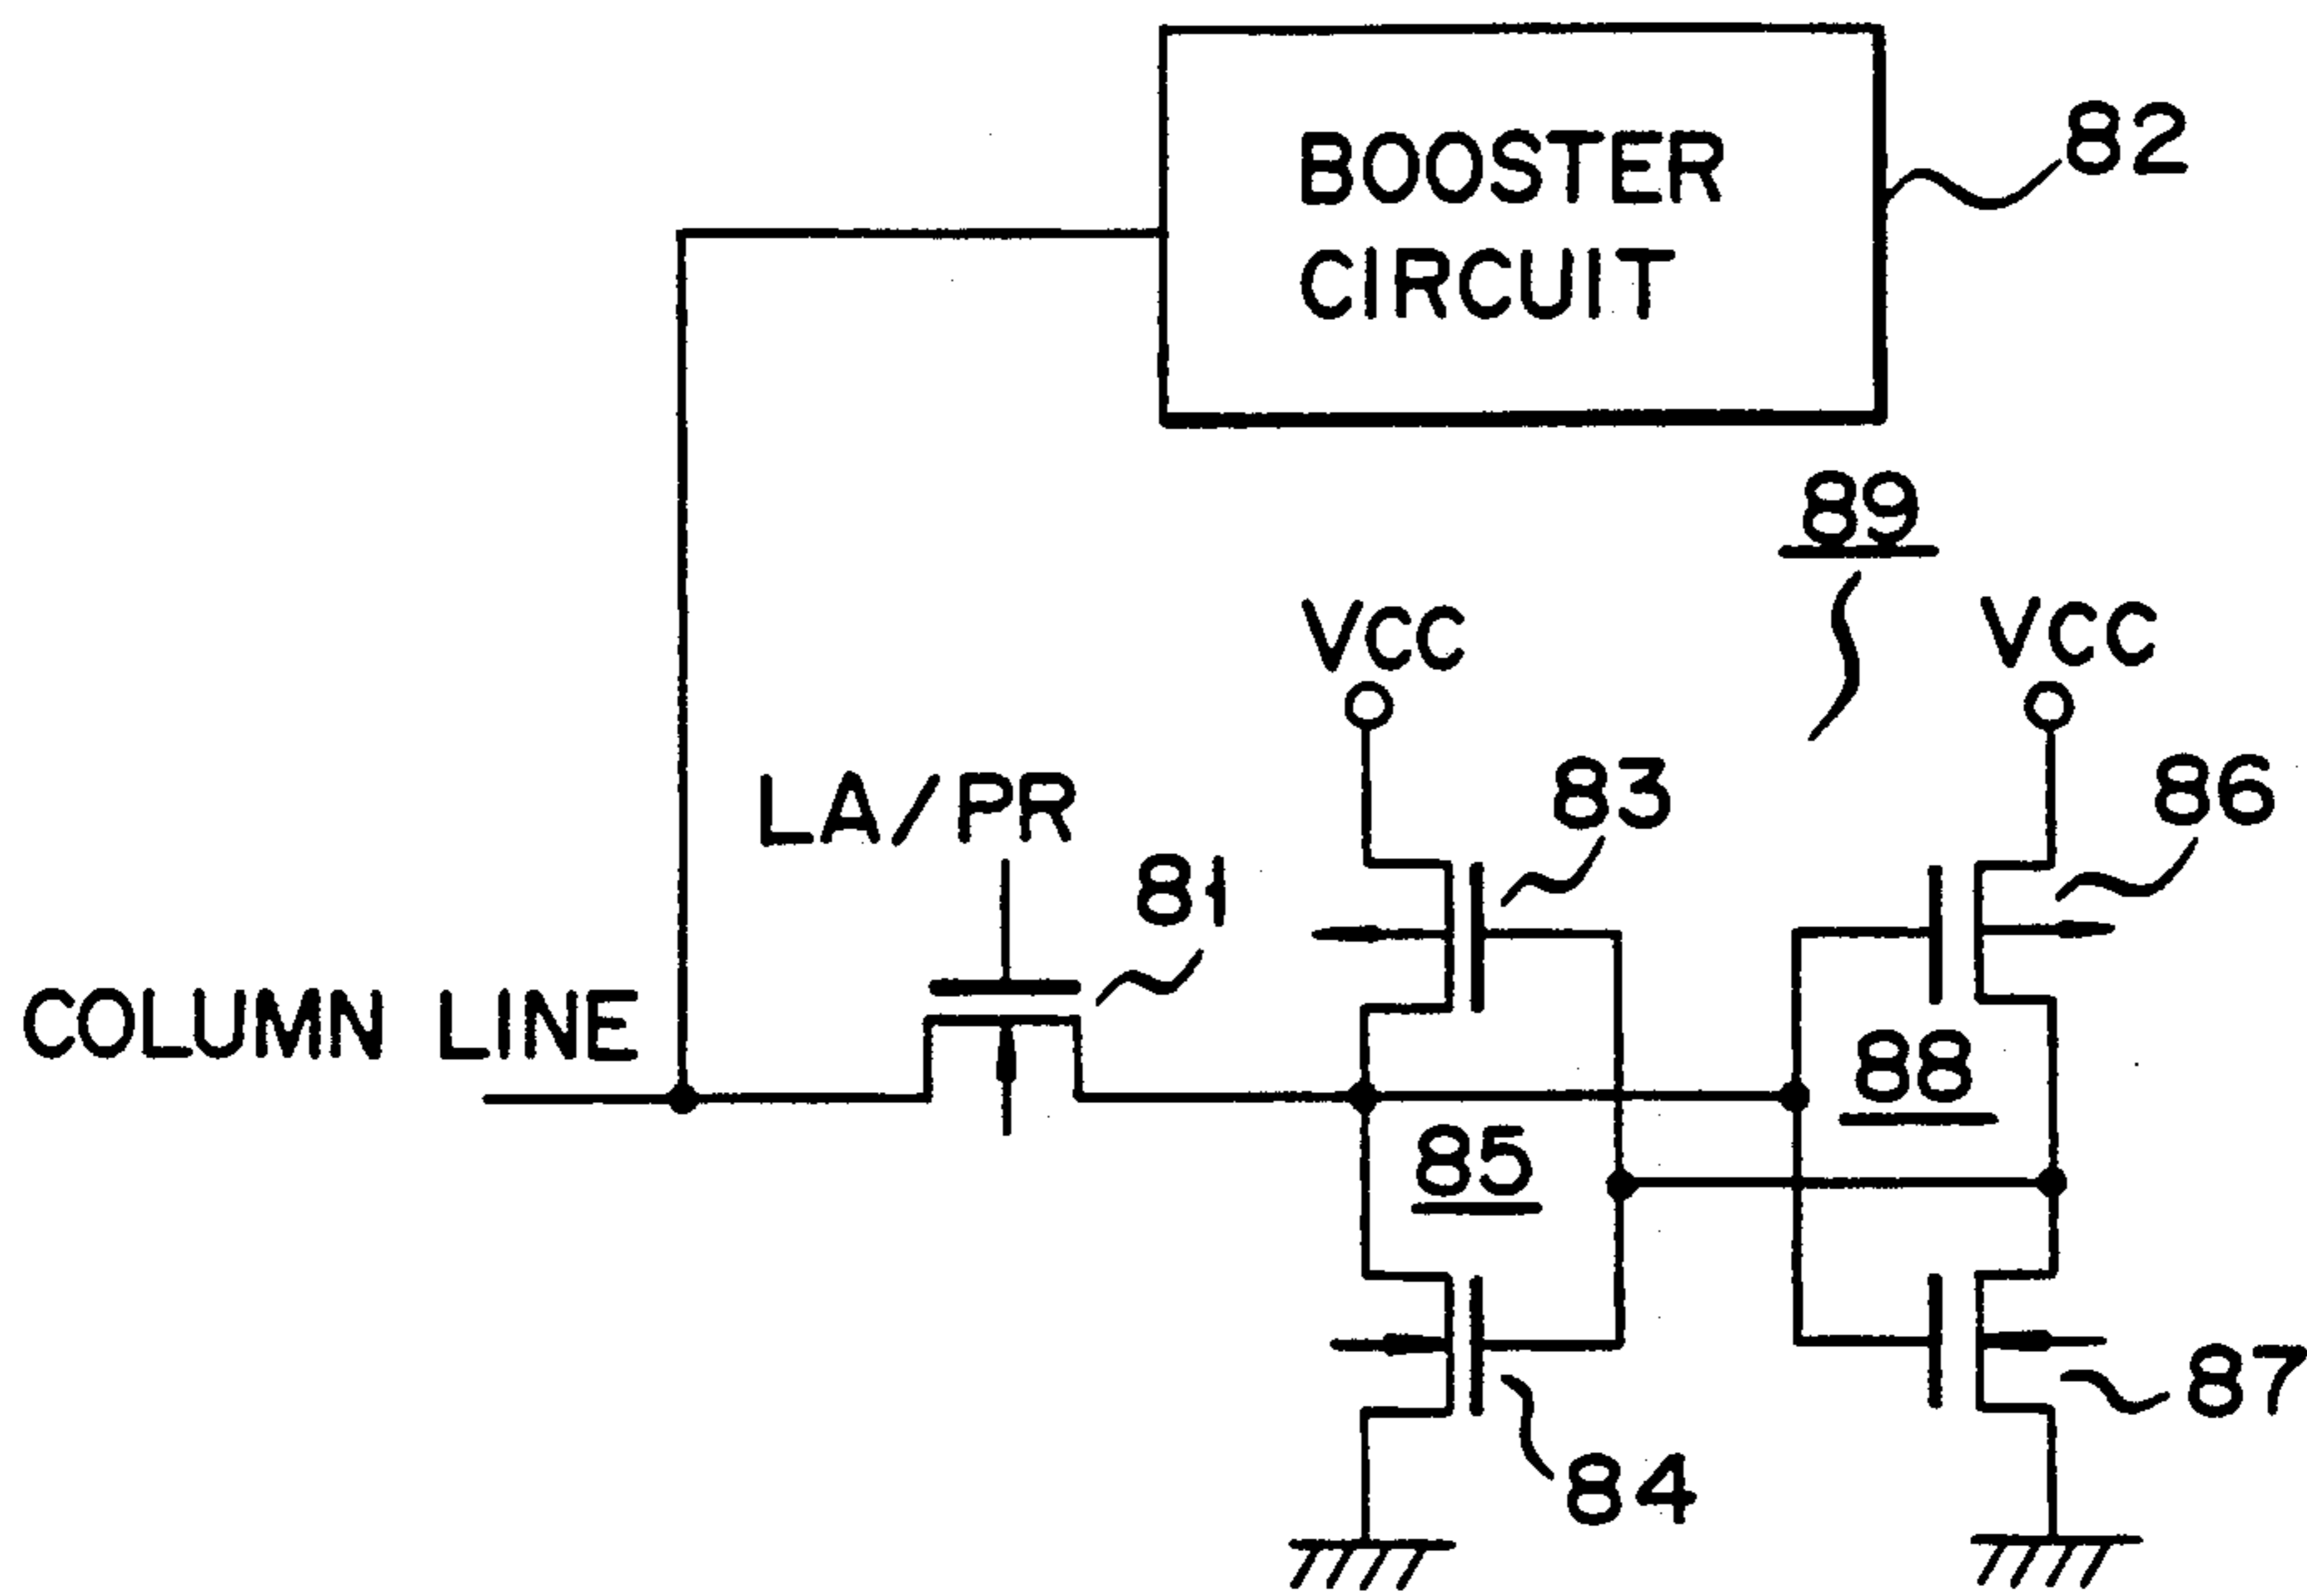 BOOSTER
CIRCUIT
82
89
VCC
VCC
83
86
LA/PR
81
COLUMN LINE
88
85
87
84